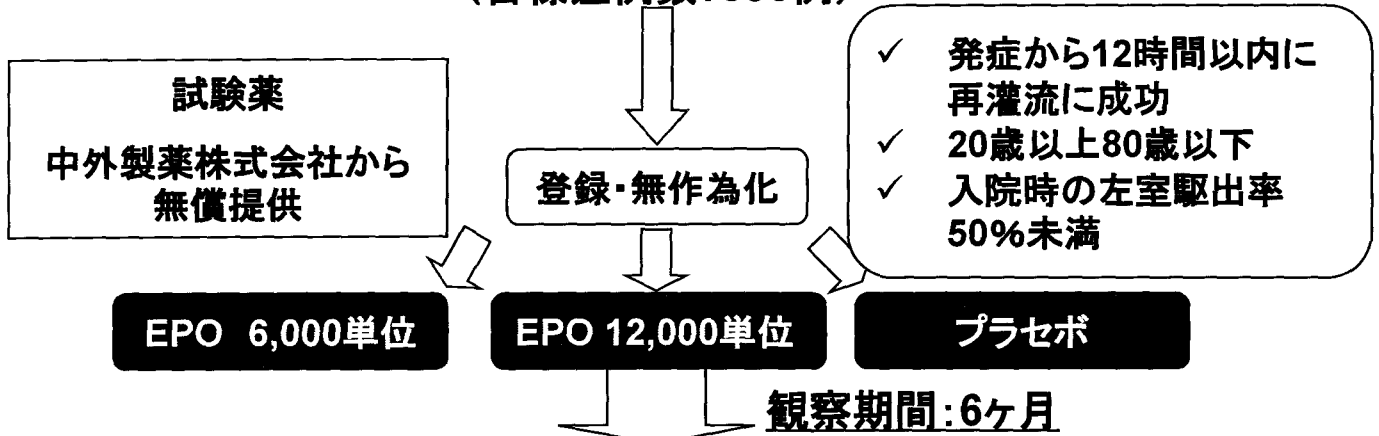 試験薬
中外製薬株式会社から
無償提供
登録・無作為化
✓ 発症から12時間以内に
再灌流に成功
✓ 20歳以上80歳以下
✓ 入院時の左室駆出率
50%未満
EPO 6,000単位
EPO 12,000単位
プラセボ
観察期間:6ヶ月